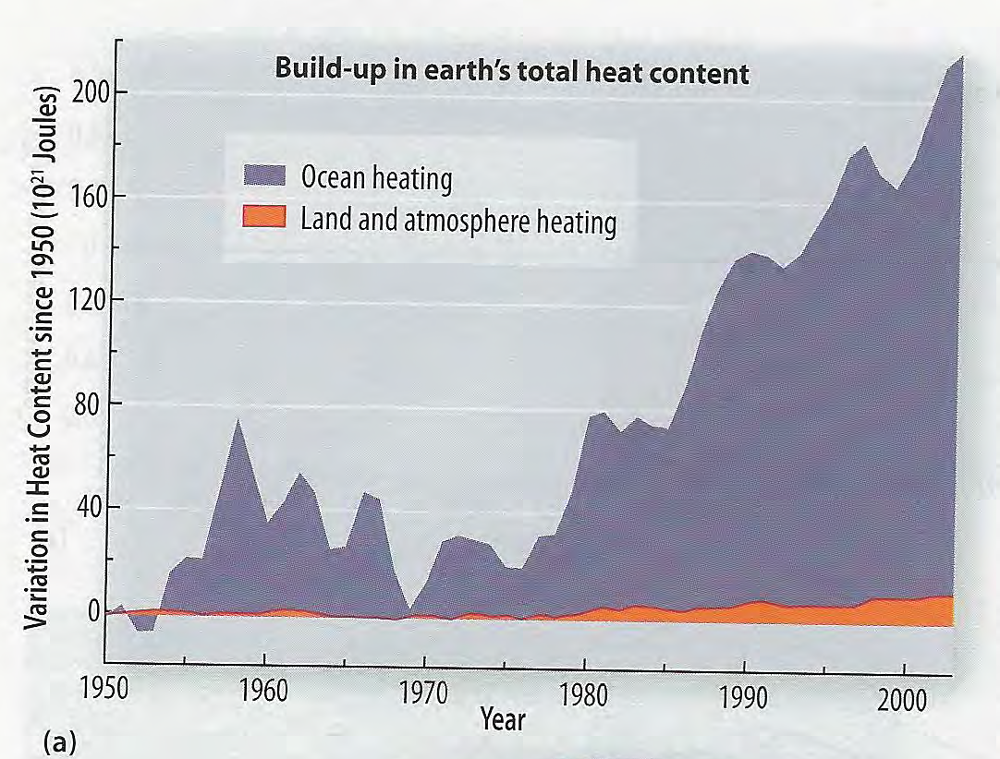 Build-up in earth's total heat content
Ocean heating
Land and atmosphere heating
Variation in Heat Content since 1950 (10²¹ Joules)
200
160
120
80
40
0
1950 1960 1970 1980 1990 2000
Year
(a)